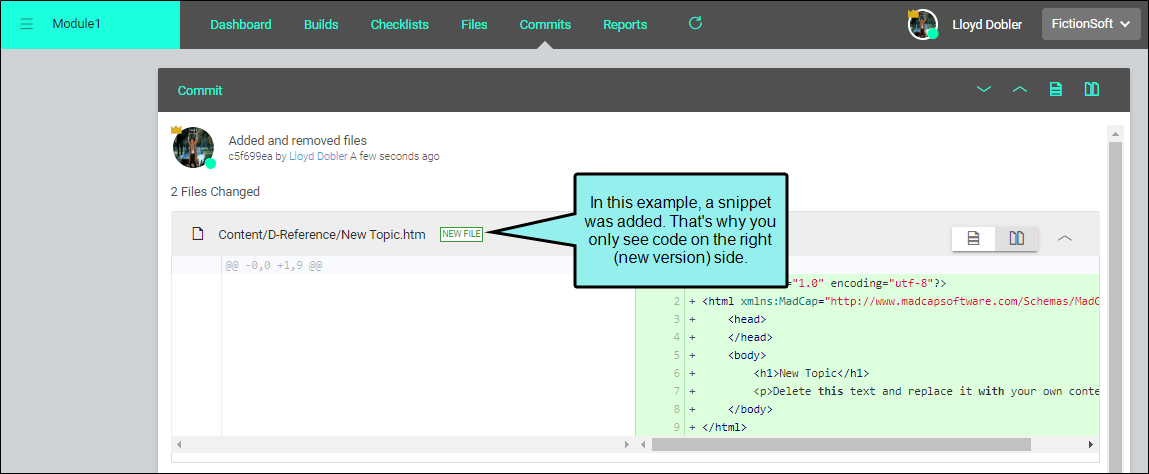 Module1
Dashboard Builds Checklists Files Commits Reports
Lloyd Dobler
FictionSoft
Commit
Added and removed files
c5f699ea by Lloyd Dobler A few seconds ago
2 Files Changed
Content/D-Reference/New Topic.htm NEW FILE
In this example, a snippet
was added. That's why you
only see code on the right
(new version) side.
@@ -0,0 +1,9 @@
="1.0" encoding="utf-8"?>
2 + <html xmlns:MadCap="http://www.madcapsoftware.com/Schemas/MadC
3 + <head>
4 + </head>
5 + <body>
6 + <h1>New Topic</h1>
7 + <p>Delete this text and replace it with your own conte
8 + </body>
9 + </html>